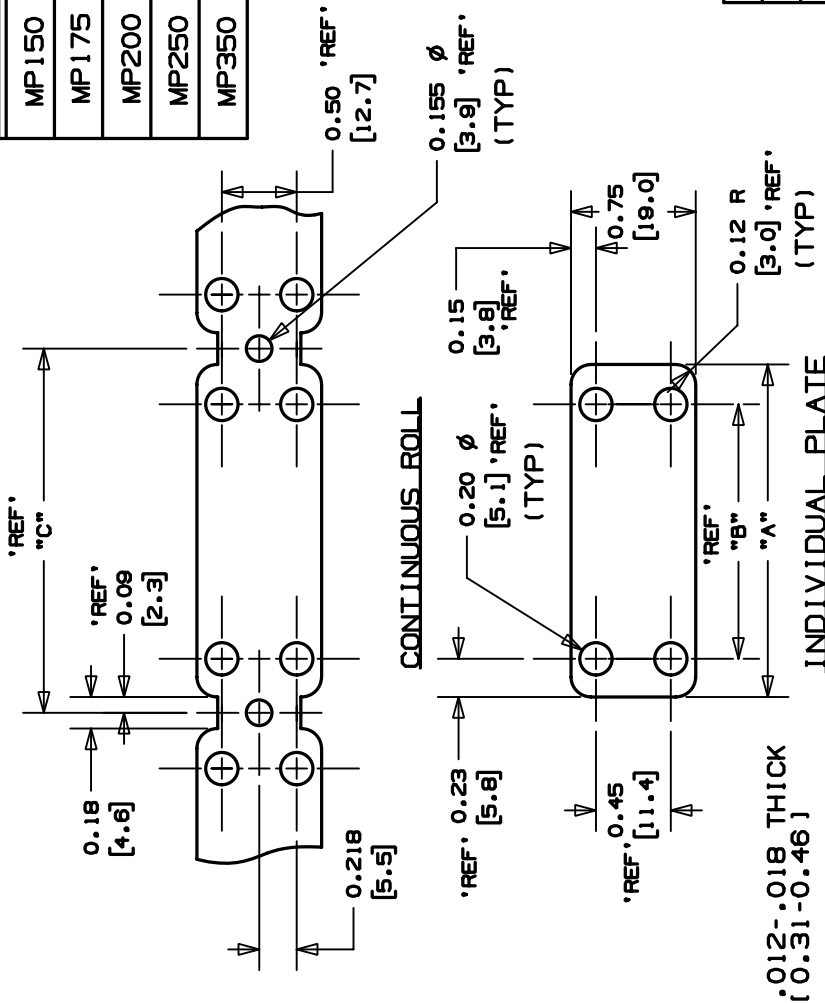 MP150
MP175
MP200
MP250
MP350
0.50 'REF'
[12.7]
0.155 Ø
[3.9] 'REF'
(TYP)
'REF'
"C"
'REF'
0.09
[2.3]
0.18
[4.6]
0.218
[5.5]
CONTINUOUS ROLL
0.15
[3.8]
'REF'
0.75
[19.0]
0.20 Ø
[5.1] 'REF'
(TYP)
0.12 R
[3.0] 'REF'
(TYP)
'REF' 0.23
[5.8]
'REF' 0.45
[11.4]
'REF'
"B"
"A"
INDIVIDUAL PLATE
.012-.018 THICK
[0.31-0.46]